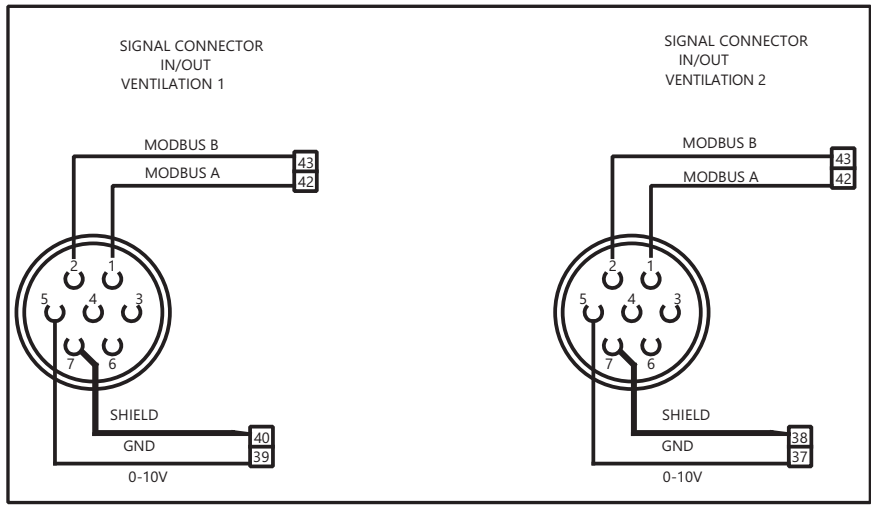 SIGNAL CONNECTOR
IN/OUT
VENTILATION 1
MODBUS B
43
MODBUS A
42
2 1
5 4 3
7 6
SHIELD
40
GND
39
0-10V
SIGNAL CONNECTOR
IN/OUT
VENTILATION 2
MODBUS B
43
MODBUS A
42
2 1
5 4 3
7 6
SHIELD
38
GND
37
0-10V